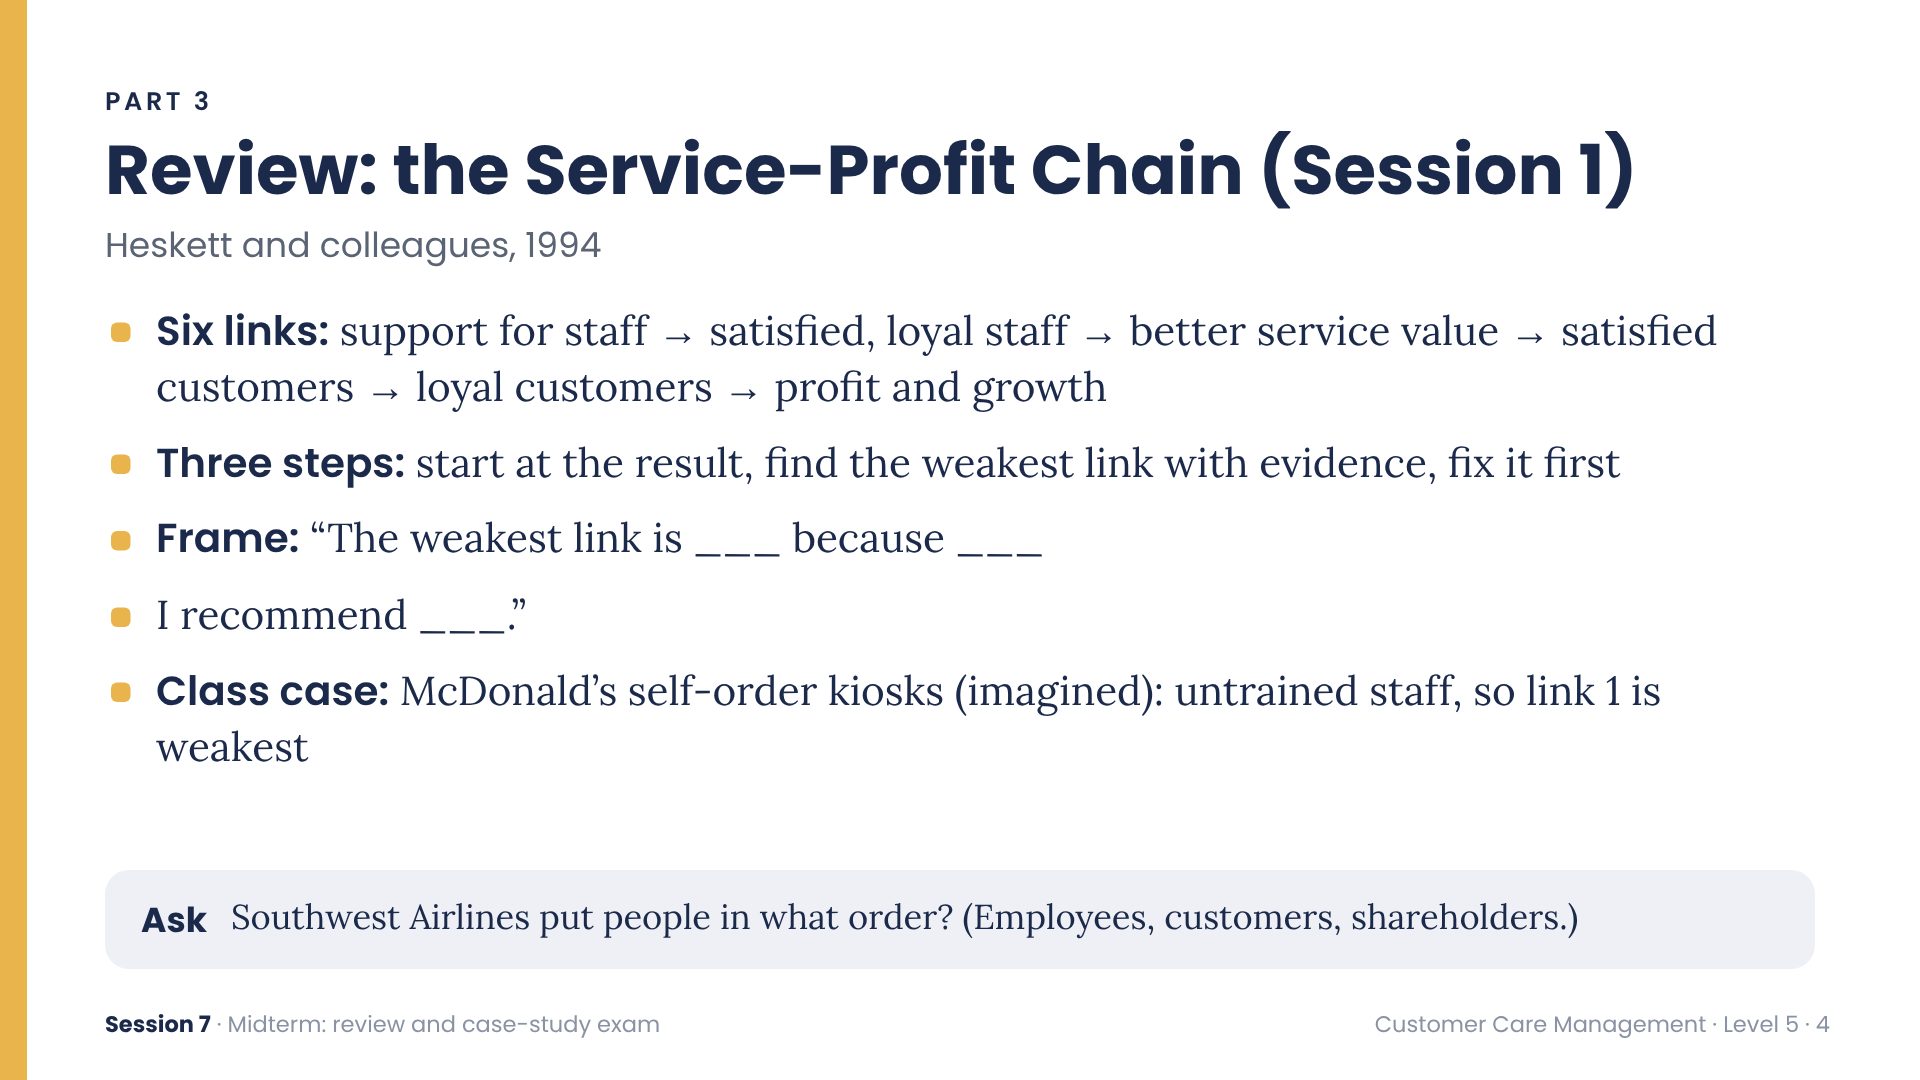 PART 3
Review: the Service-Profit Chain (Session 1)
Heskett and colleagues, 1994
Six links: support for staff → satisfied, loyal staff → better service value → satisfied
customers → loyal customers → profit and growth
Three steps: start at the result, find the weakest link with evidence, fix it first
Frame: “The weakest link is ___ because ___
I recommend ___.”
Class case: McDonald’s self-order kiosks (imagined): untrained staff, so link 1 is
weakest
Ask Southwest Airlines put people in what order? (Employees, customers, shareholders.)
Session 7 · Midterm: review and case-study exam
Customer Care Management · Level 5 · 4